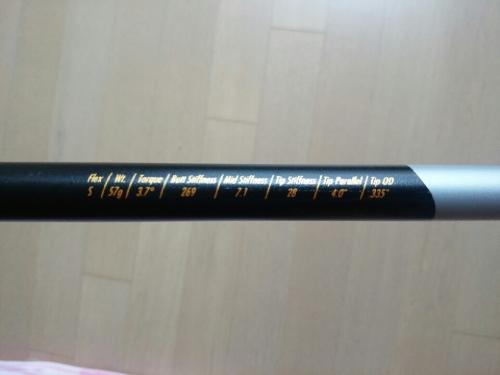 Flex / Wt. / Torque / Butt Stiffness / Mid Stiffness / Tip Stiffness / Tip Parallel / Tip OD
S / 57g / 3.7° / 269 / 7.1 / 28 / 4.0" / .335"